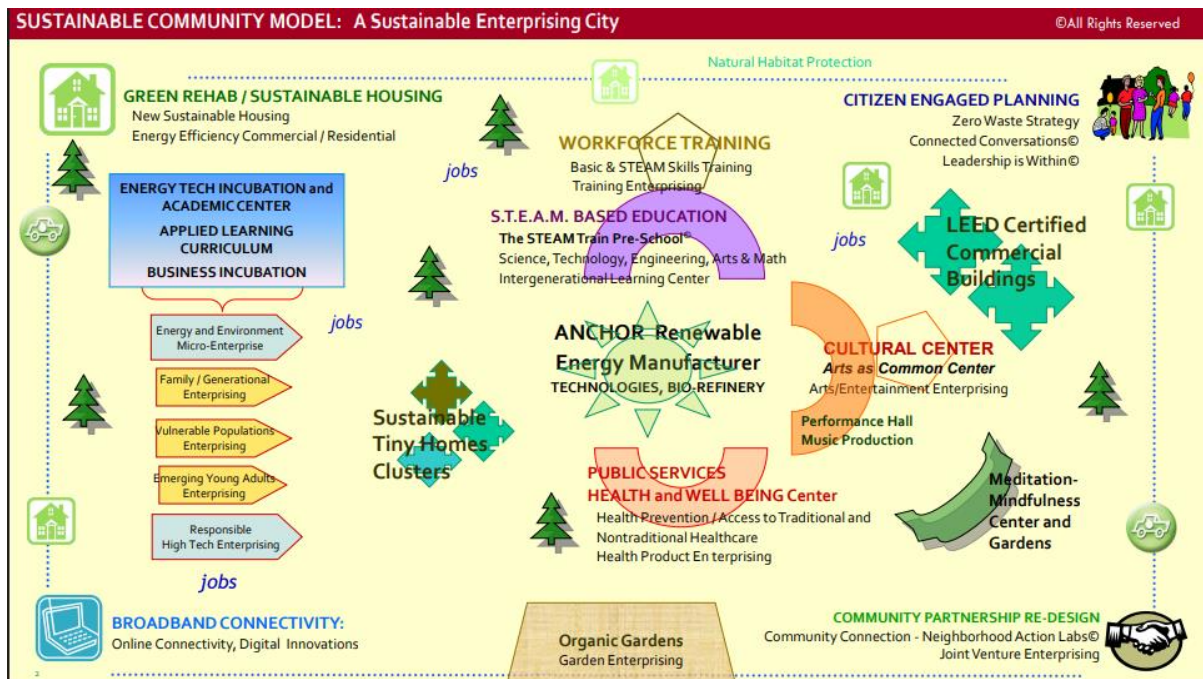 SUSTAINABLE COMMUNITY MODEL: A Sustainable Enterprising City
©All Rights Reserved
Natural Habitat Protection
GREEN REHAB / SUSTAINABLE HOUSING
New Sustainable Housing
Energy Efficiency Commercial / Residential
CITIZEN ENGAGED PLANNING
Zero Waste Strategy
Connected Conversations©
Leadership is Within©
WORKFORCE TRAINING
Basic & STEAM Skills Training
Training Enterprising
jobs
ENERGY TECH INCUBATION and
ACADEMIC CENTER
APPLIED LEARNING
CURRICULUM
BUSINESS INCUBATION
S.T.E.A.M. BASED EDUCATION
The STEAM Train Pre-School©
Science, Technology, Engineering, Arts & Math
Intergenerational Learning Center
jobs
LEED Certified
Commercial
Buildings
jobs
Energy and Environment
Micro-Enterprise
Family / Generational
Enterprising
Vulnerable Populations
Enterprising
Emerging Young Adults
Enterprising
Responsible
High Tech Enterprising
jobs
ANCHOR Renewable
Energy Manufacturer
TECHNOLOGIES, BIO-REFINERY
CULTURAL CENTER
Arts as Common Center
Arts/Entertainment Enterprising
Performance Hall
Music Production
Sustainable
Tiny Homes
Clusters
PUBLIC SERVICES
HEALTH and WELL BEING Center
Health Prevention / Access to Traditional and
Nontraditional Healthcare
Health Product En terprising
Meditation-
Mindfulness
Center and
Gardens
BROADBAND CONNECTIVITY:
Online Connectivity, Digital Innovations
Organic Gardens
Garden Enterprising
COMMUNITY PARTNERSHIP RE-DESIGN
Community Connection - Neighborhood Action Labs©
Joint Venture Enterprising
2